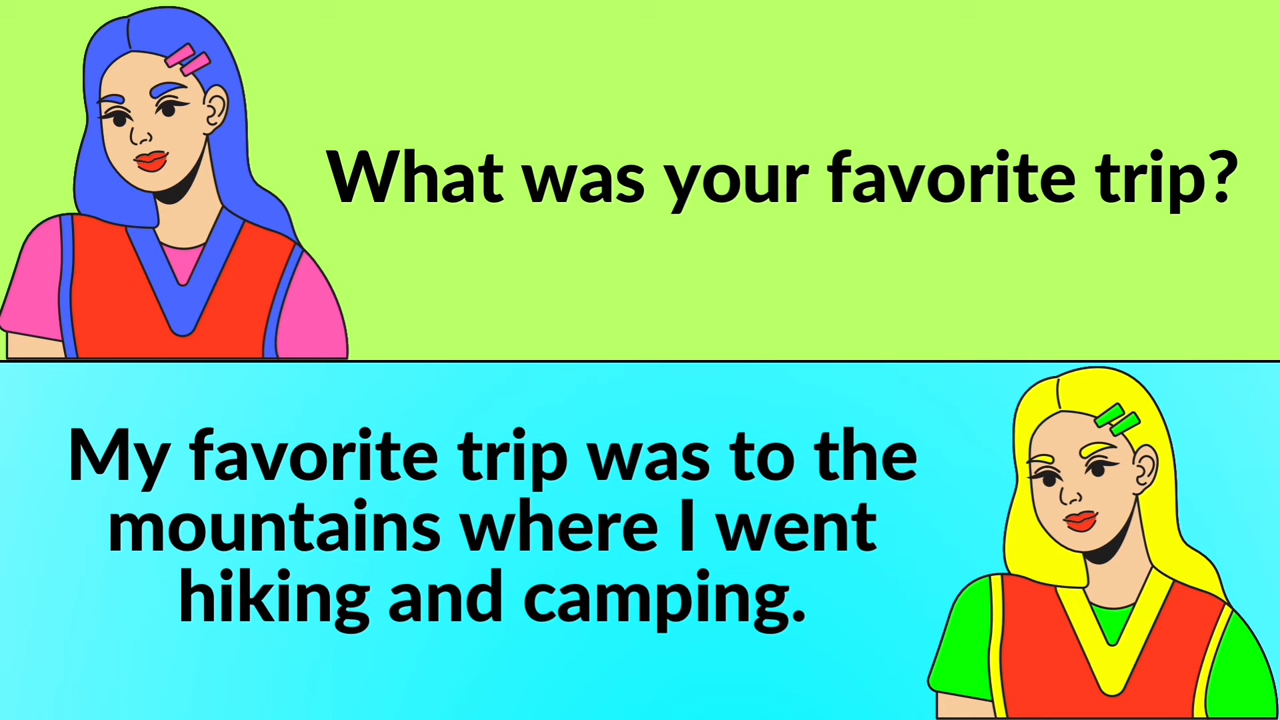 What was your favorite trip?
My favorite trip was to the
mountains where I went
hiking and camping.